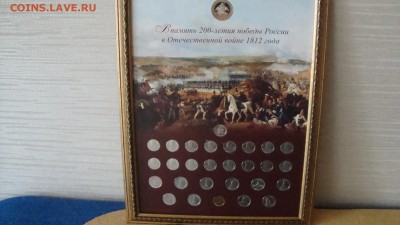 COINS.LAVE.RU
В память 200-летия победы России
в Отечественной войне 1812 года